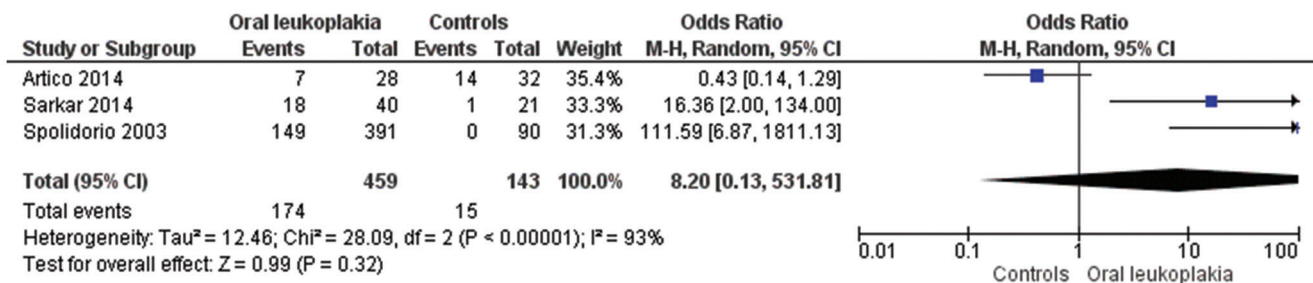 Oral leukoplakia Controls Odds Ratio Odds Ratio
Study or Subgroup Events Total Events Total Weight M-H, Random, 95% CI M-H, Random, 95% CI
Artico 2014 7 28 14 32 35.4% 0.43 [0.14, 1.29]
Sarkar 2014 18 40 1 21 33.3% 16.36 [2.00, 134.00]
Spolidorio 2003 149 391 0 90 31.3% 111.59 [6.87, 1811.13]
Total (95% CI) 459 143 100.0% 8.20 [0.13, 531.81]
Total events 174 15
Heterogeneity: Tau² = 12.46; Chi² = 28.09, df = 2 (P < 0.00001); I² = 93%
Test for overall effect: Z = 0.99 (P = 0.32)
0.01 0.1 1 10 100
Controls Oral leukoplakia